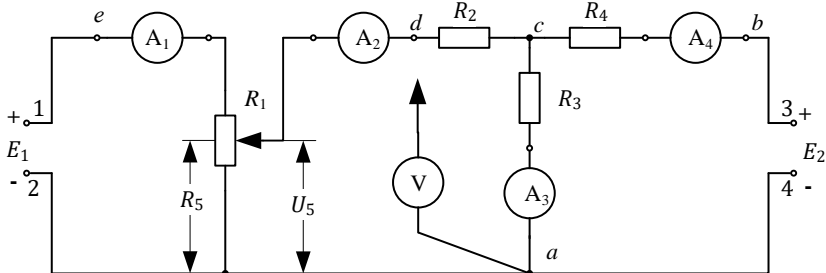 e A₁ A₂ d R₂ c R₄ A₄ b
+ 1 R₁ R₃ 3 +
E₁ E₂
- 2 R₅ U₅ V A₃ 4 -
a